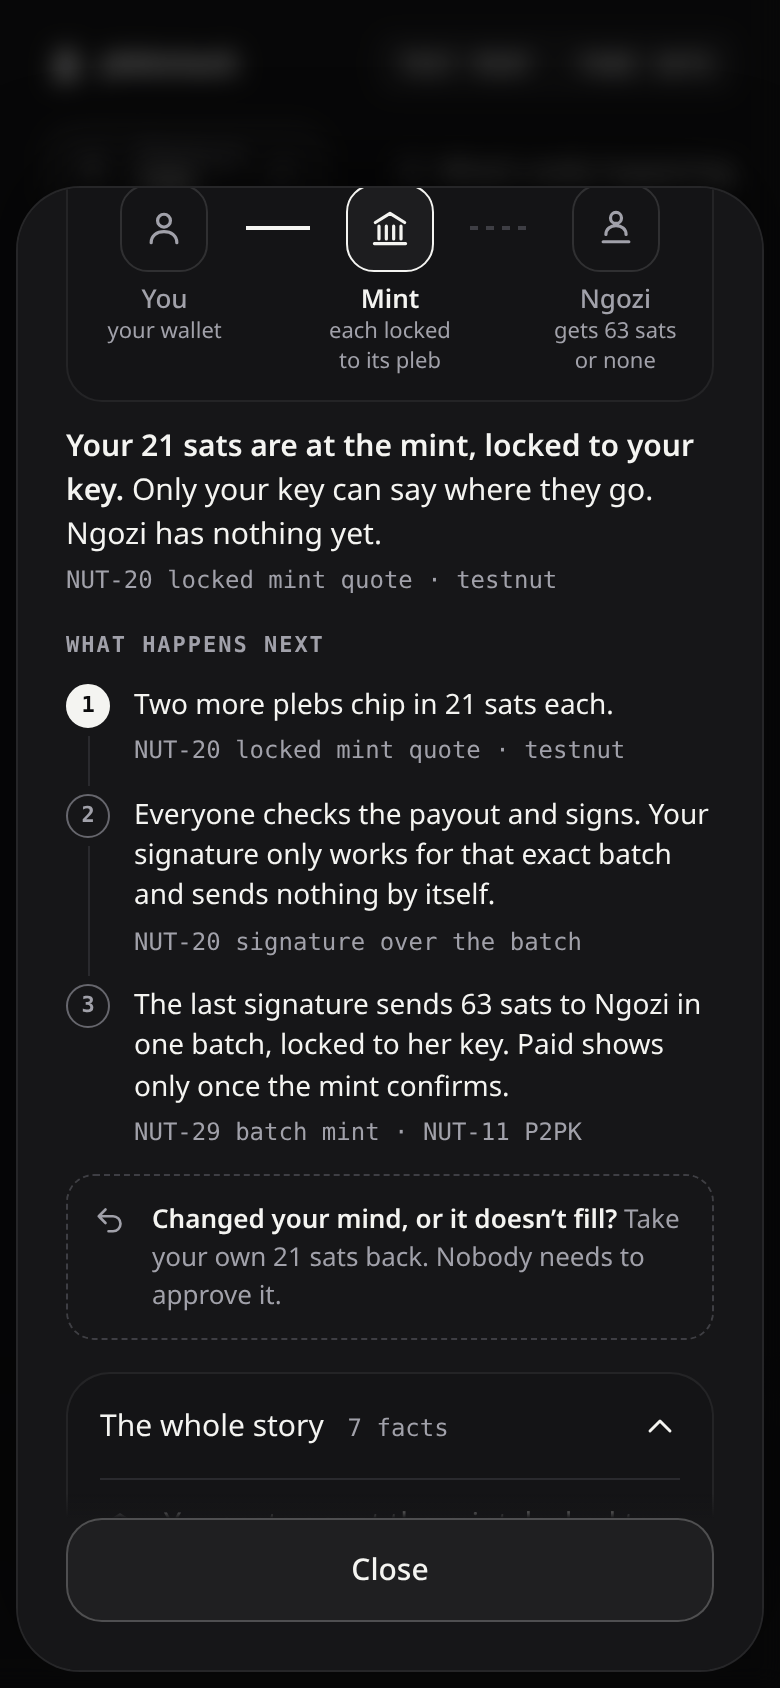 You
your wallet
Mint
each locked
to its pleb
Ngozi
gets 63 sats
or none
Your 21 sats are at the mint, locked to your
key. Only your key can say where they go.
Ngozi has nothing yet.
NUT-20 locked mint quote · testnut
WHAT HAPPENS NEXT
1
Two more plebs chip in 21 sats each.
NUT-20 locked mint quote · testnut
2
Everyone checks the payout and signs. Your
signature only works for that exact batch
and sends nothing by itself.
NUT-20 signature over the batch
3
The last signature sends 63 sats to Ngozi in
one batch, locked to her key. Paid shows
only once the mint confirms.
NUT-29 batch mint · NUT-11 P2PK
Changed your mind, or it doesn’t fill? Take
your own 21 sats back. Nobody needs to
approve it.
The whole story 7 facts
Close